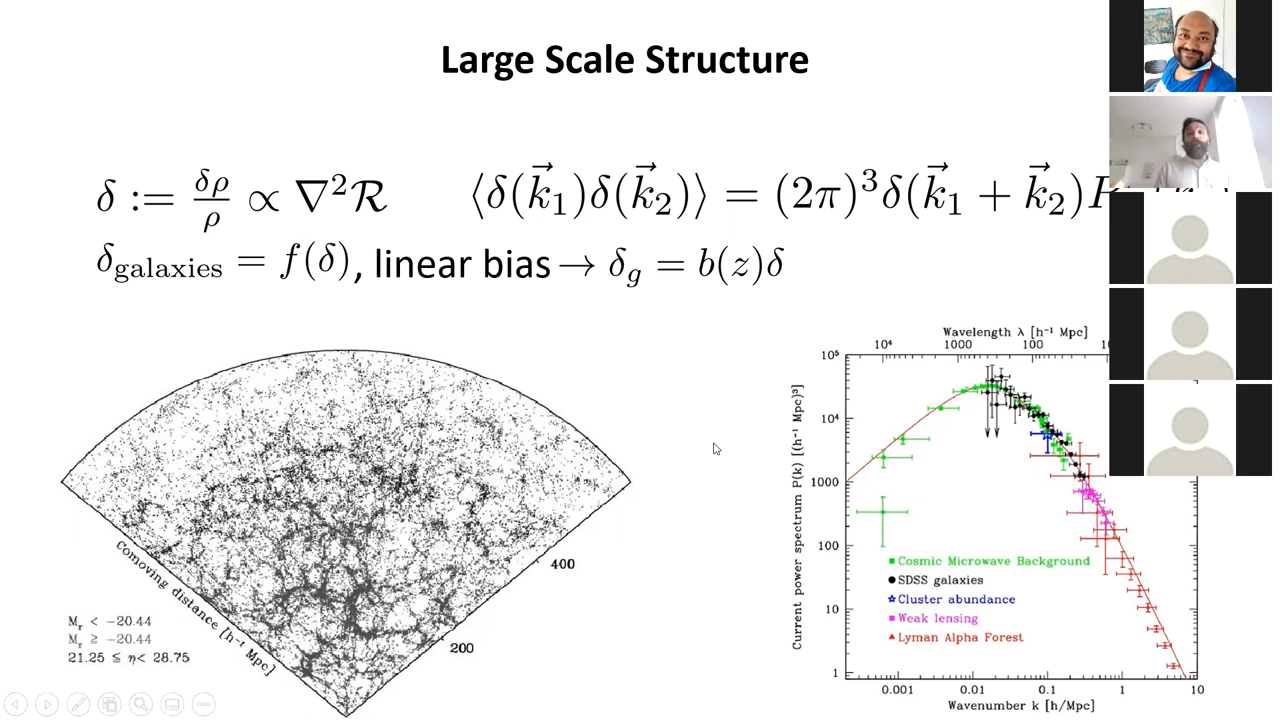 Large Scale Structure
δ := δρ/ρ ∝ ∇²ℛ
⟨δ(k⃗₁)δ(k⃗₂)⟩ = (2π)³δ(k⃗₁ + k⃗₂)
δ_galaxies = f(δ), linear bias → δ_g = b(z)δ
Comoving distance [h⁻¹ Mpc]
400
200
M_r < −20.44
M_r ≥ −20.44
21.25 ≤ η< 28.75
Wavelength λ [h⁻¹ Mpc]
10⁴ 1000 100
Current power spectrum P(k) [(h⁻¹ Mpc)³]
10⁵
10⁴
1000
100
10
1
Cosmic Microwave Background
SDSS galaxies
Cluster abundance
Weak lensing
Lyman Alpha Forest
0.001 0.01 0.1 1 10
Wavenumber k [h/Mpc]